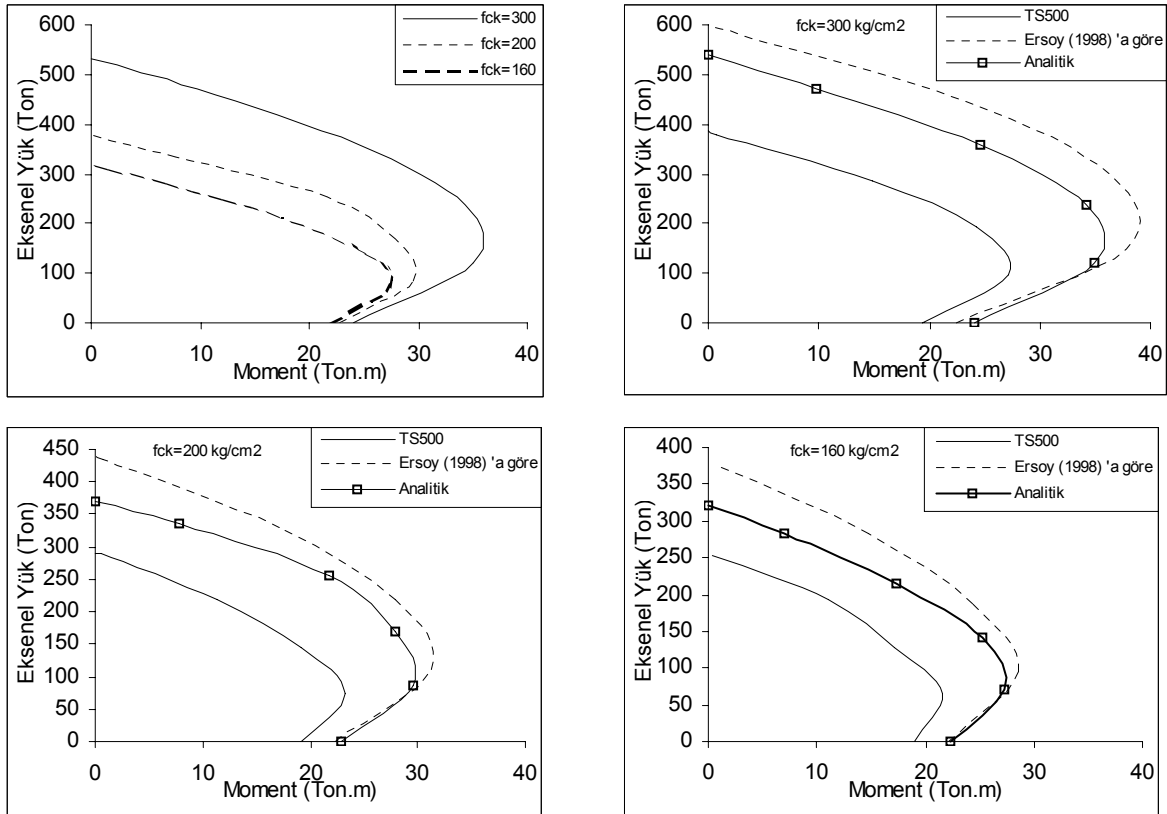 fck=300
fck=200
fck=160
Eksenel Yük (Ton)
600
500
400
300
200
100
0
0 10 20 30 40
Moment (Ton.m)
fck=300 kg/cm2
TS500
Ersoy (1998) 'a göre
Analitik
Eksenel Yük (Ton)
600
500
400
300
200
100
0
0 10 20 30 40
Moment (Ton.m)
fck=200 kg/cm2
TS500
Ersoy (1998) 'a göre
Analitik
Eksenel Yük (Ton)
450
400
350
300
250
200
150
100
50
0
0 10 20 30 40
Moment (Ton.m)
fck=160 kg/cm2
TS500
Ersoy (1998) 'a göre
Analitik
Eksenel Yük (Ton)
400
350
300
250
200
150
100
50
0
0 10 20 30 40
Moment (Ton.m)